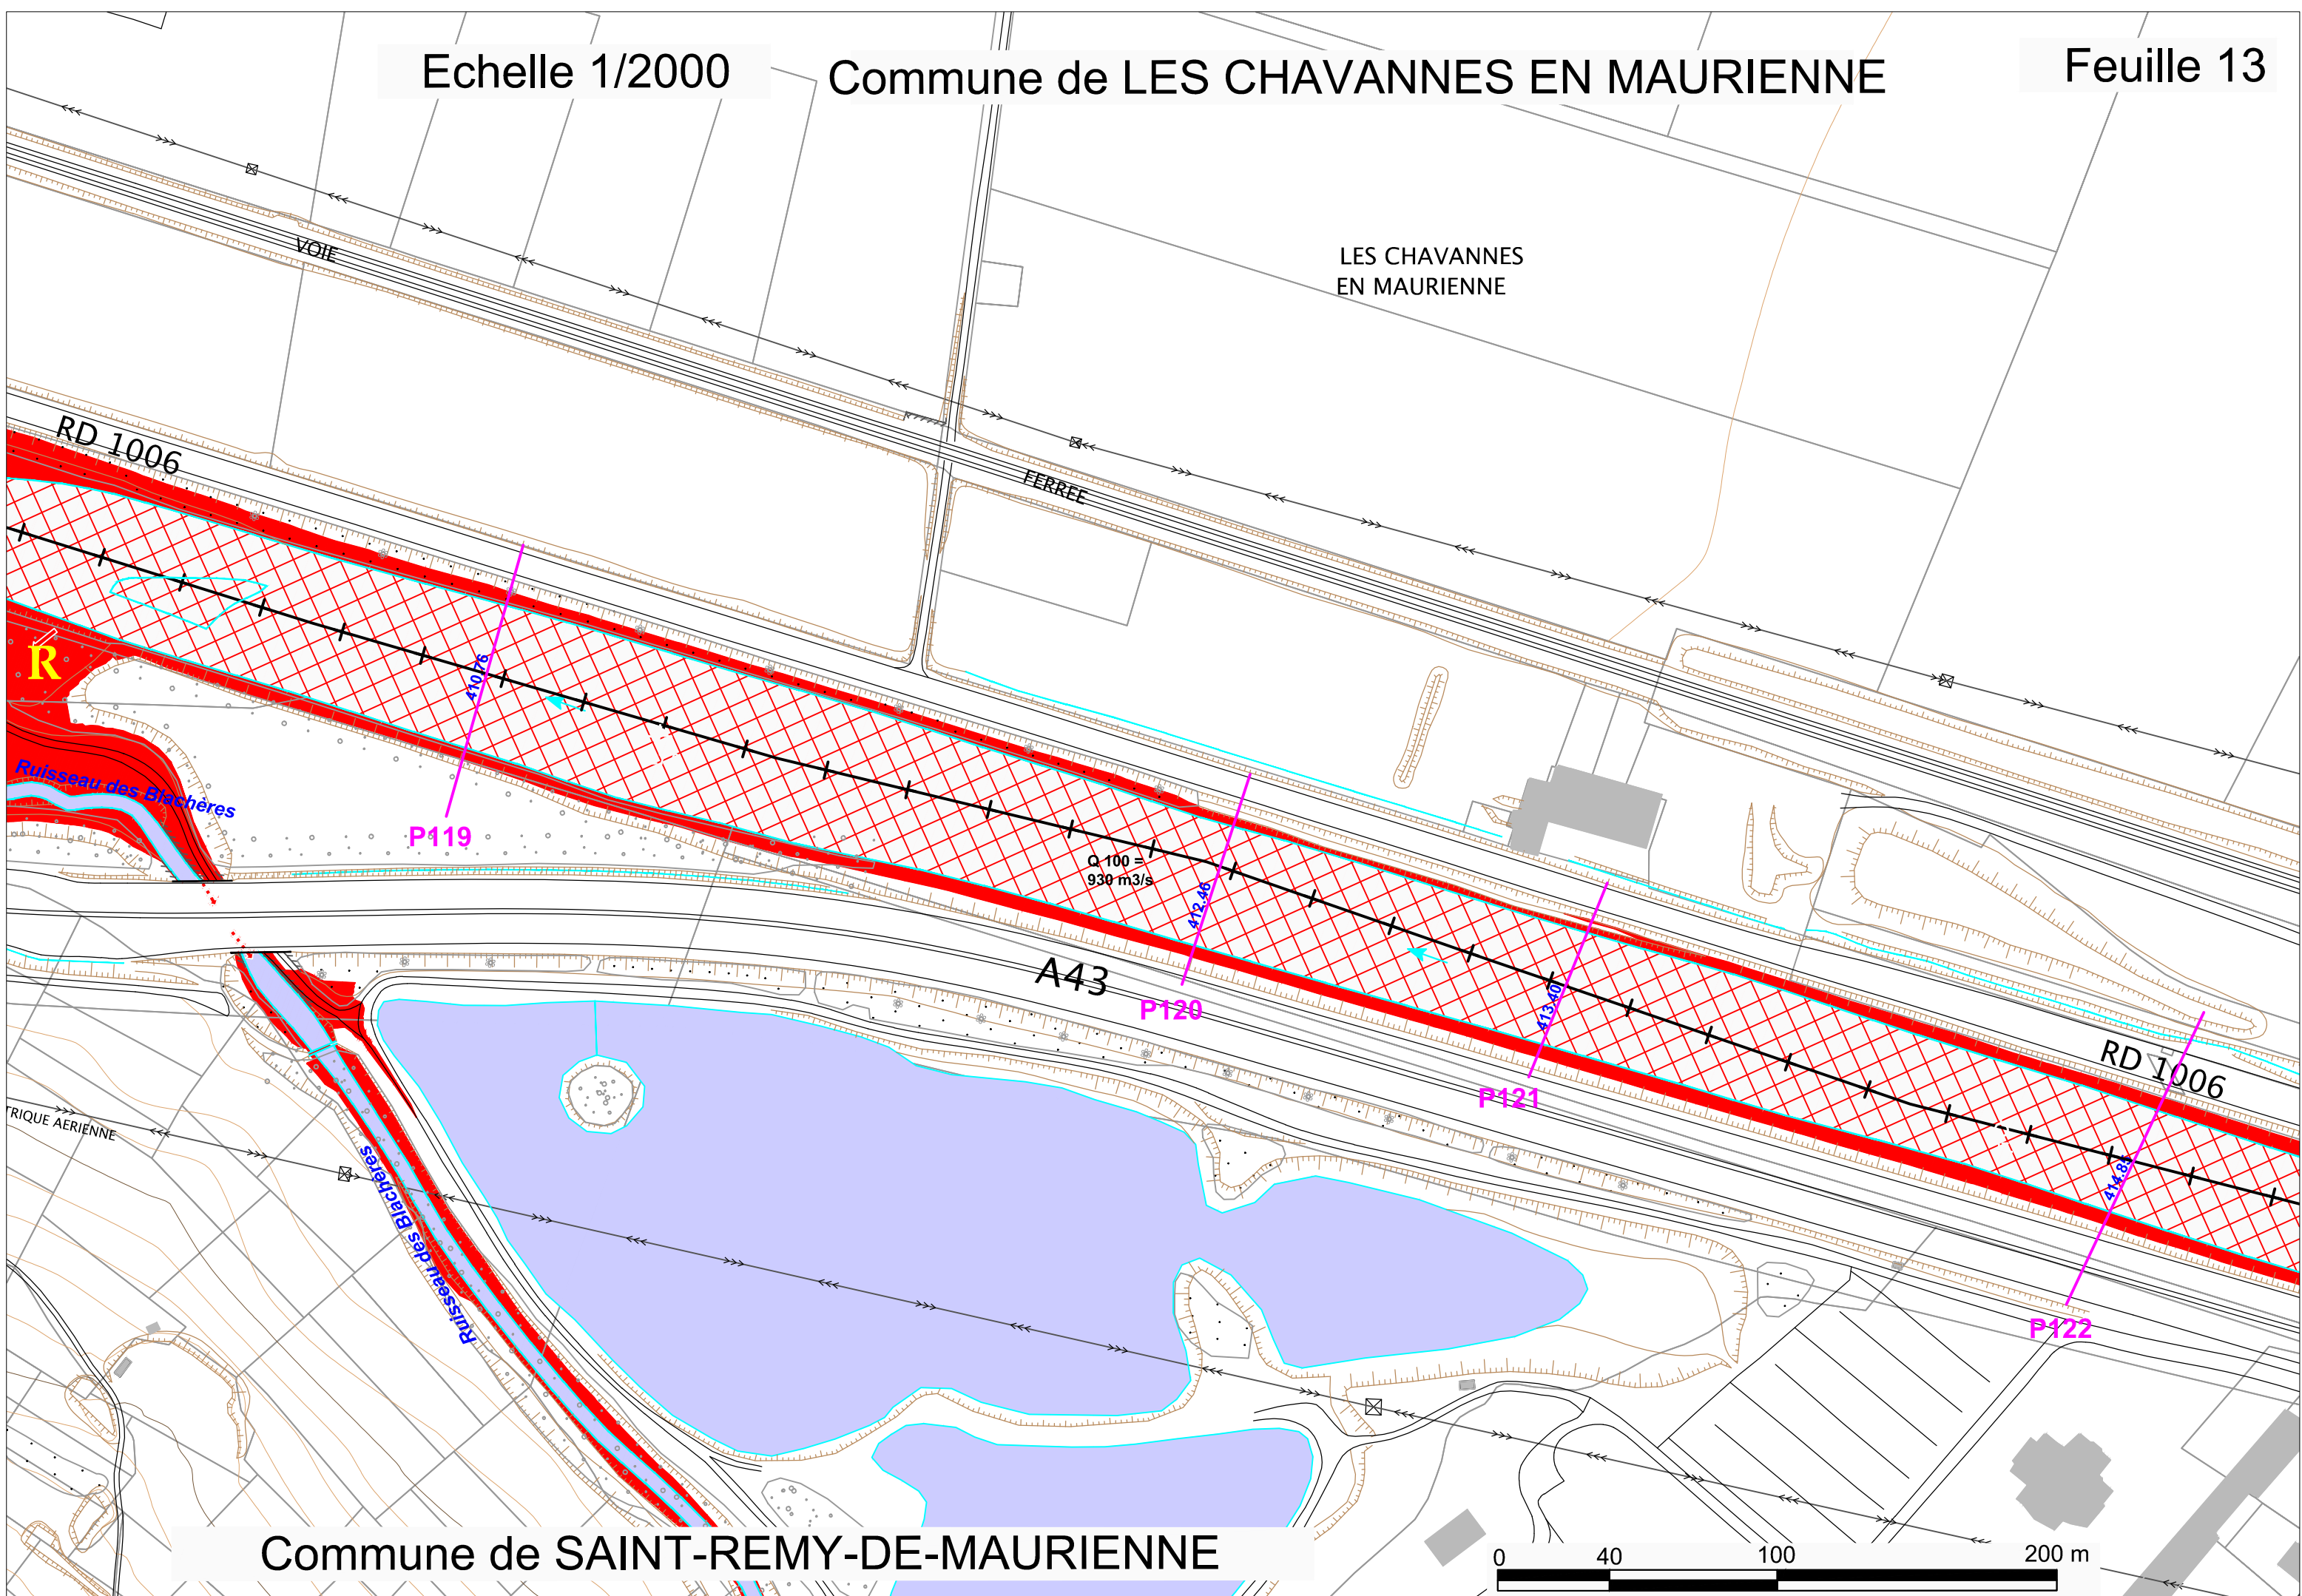 Echelle 1/2000
Commune de LES CHAVANNES EN MAURIENNE
Feuille 13
VOIE
LES CHAVANNES
EN MAURIENNE
RD 1006
FERREE
R
410.76
Ruisseau des Blachères
P119
Q 100 =
930 m3/s
412.46
A43
P120
413.40
P121
RD 1006
TRIQUE AERIENNE
Ruisseau des Blachères
414.85
P122
Commune de SAINT-REMY-DE-MAURIENNE
0 40 100 200 m